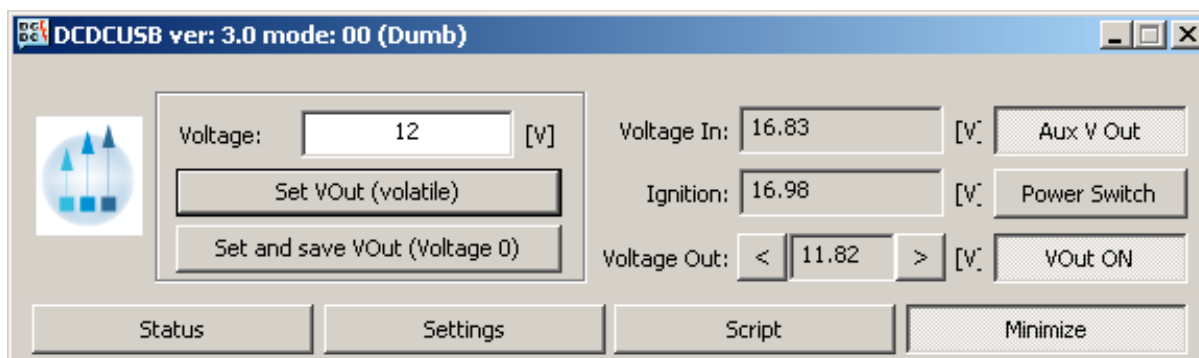 DCDCUSB ver: 3.0 mode: 00 (Dumb)
Voltage: 12 [V]
Set VOut (volatile)
Set and save VOut (Voltage 0)
Voltage In: 16.83 [V]
Ignition: 16.98 [V]
Voltage Out: < 11.82 > [V]
Aux V Out
Power Switch
VOut ON
Status Settings Script Minimize